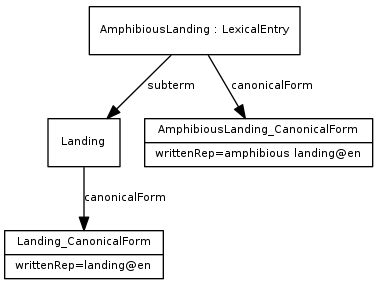 AmphibiousLanding : LexicalEntry
subterm
canonicalForm
Landing
AmphibiousLanding_CanonicalForm
writtenRep=amphibious landing@en
canonicalForm
Landing_CanonicalForm
writtenRep=landing@en